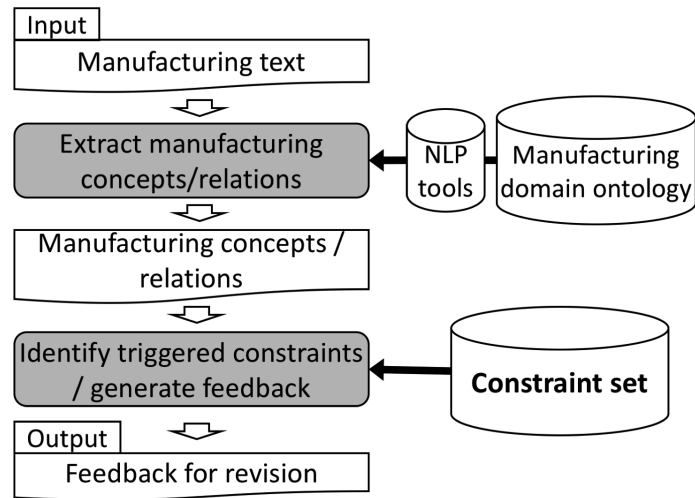 Input
Manufacturing text
Extract manufacturing
concepts/relations
NLP
tools
Manufacturing
domain ontology
Manufacturing concepts /
relations
Identify triggered constraints
/ generate feedback
Constraint set
Output
Feedback for revision